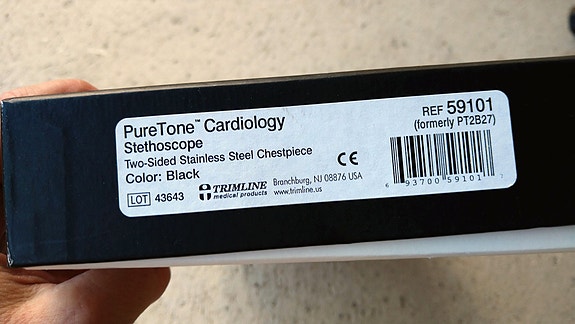 PureTone™ Cardiology
Stethoscope
Two-Sided Stainless Steel Chestpiece
Color: Black
LOT 43643
TRIMLINE
medical products
Branchburg, NJ 08876 USA
www.trimline.us
CE
REF 59101
(formerly PT2B27)
6 93700 59101